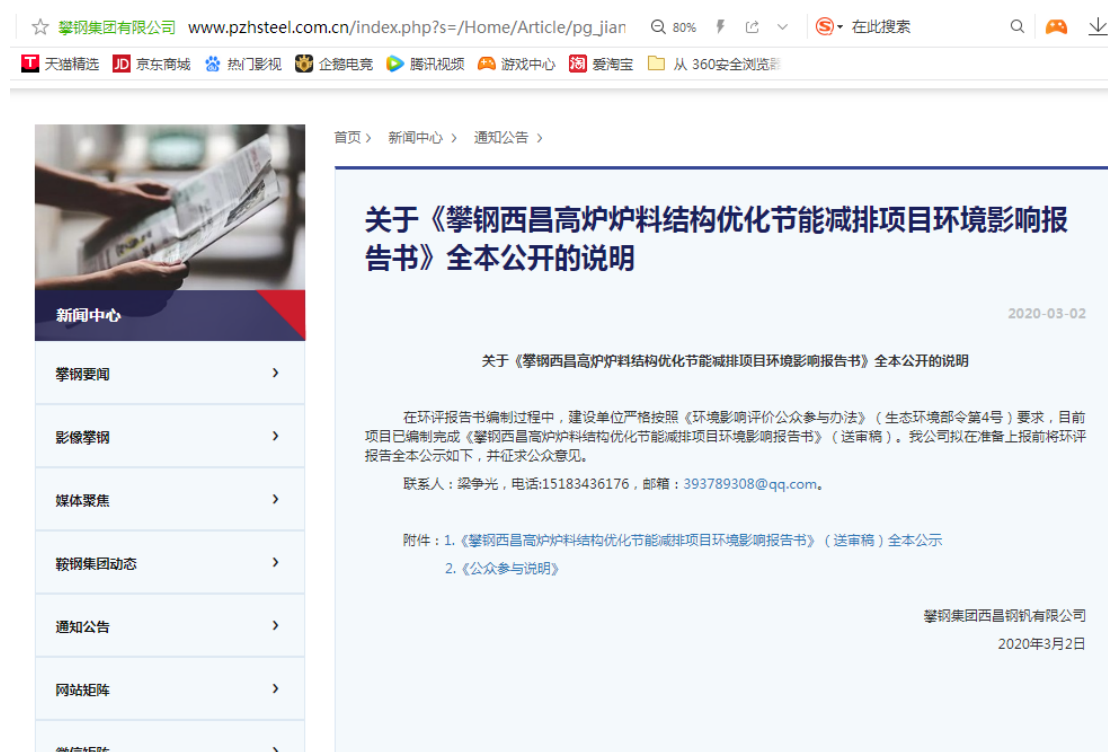 攀钢集团有限公司 www.pzhsteel.com.cn/index.php?s=/Home/Article/pg_jian 80% 在此搜索
天猫精选 京东商城 热门影视 企鹅电竞 腾讯视频 游戏中心 爱淘宝 从 360安全浏览器
首页 > 新闻中心 > 通知公告 >
关于《攀钢西昌高炉炉料结构优化节能减排项目环境影响报
告书》全本公开的说明
2020-03-02
关于《攀钢西昌高炉炉料结构优化节能减排项目环境影响报告书》全本公开的说明
在环评报告书编制过程中，建设单位严格按照《环境影响评价公众参与办法》（生态环境部令第4号）要求，目前
项目已编制完成《攀钢西昌高炉炉料结构优化节能减排项目环境影响报告书》（送审稿）。我公司拟在准备上报前将环评
报告全本公示如下，并征求公众意见。
联系人：梁争光，电话:15183436176，邮箱：393789308@qq.com。
附件：1.《攀钢西昌高炉炉料结构优化节能减排项目环境影响报告书》（送审稿）全本公示
2.《公众参与说明》
攀钢集团西昌钢钒有限公司
2020年3月2日
新闻中心
攀钢要闻
影像攀钢
媒体聚焦
鞍钢集团动态
通知公告
网站矩阵
微信矩阵